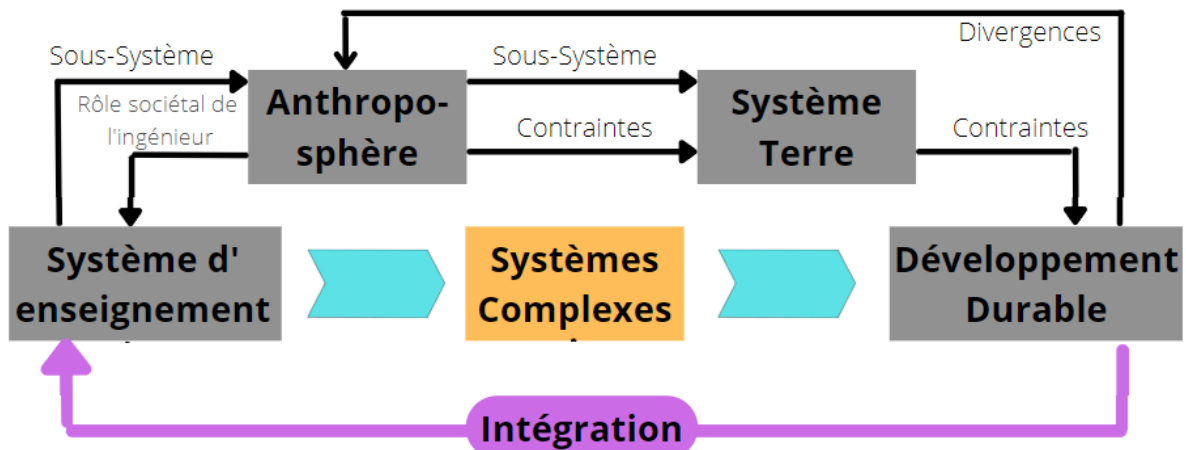 Divergences
Sous-Système
Sous-Système
Rôle sociétal de
l'ingénieur
Anthropo-
sphère
Contraintes
Système
Terre
Contraintes
Système d'
enseignement
Systèmes
Complexes
Développement
Durable
Intégration